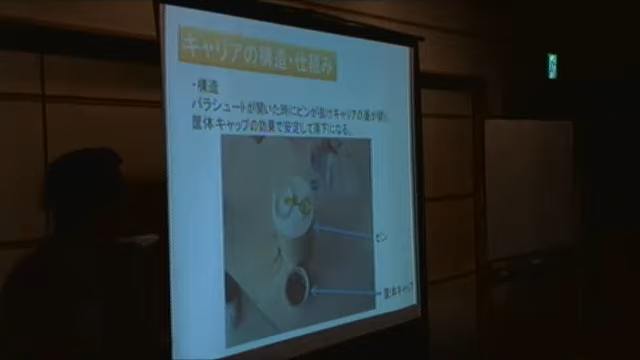 キャリアの構造・仕組み
・構造
パラシュートが開いた時にピンが抜けキャリアの蓋が開く。
筐体キャップの効果で安定して落下になる。
ピン
筐体キャップ